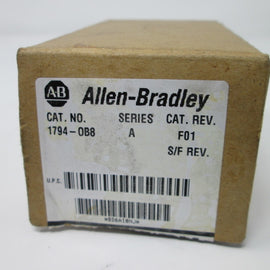 AB Allen-Bradley
CAT. NO. SERIES CAT. REV.
1794-OB8 A F01
S/F REV.
U.P.C.